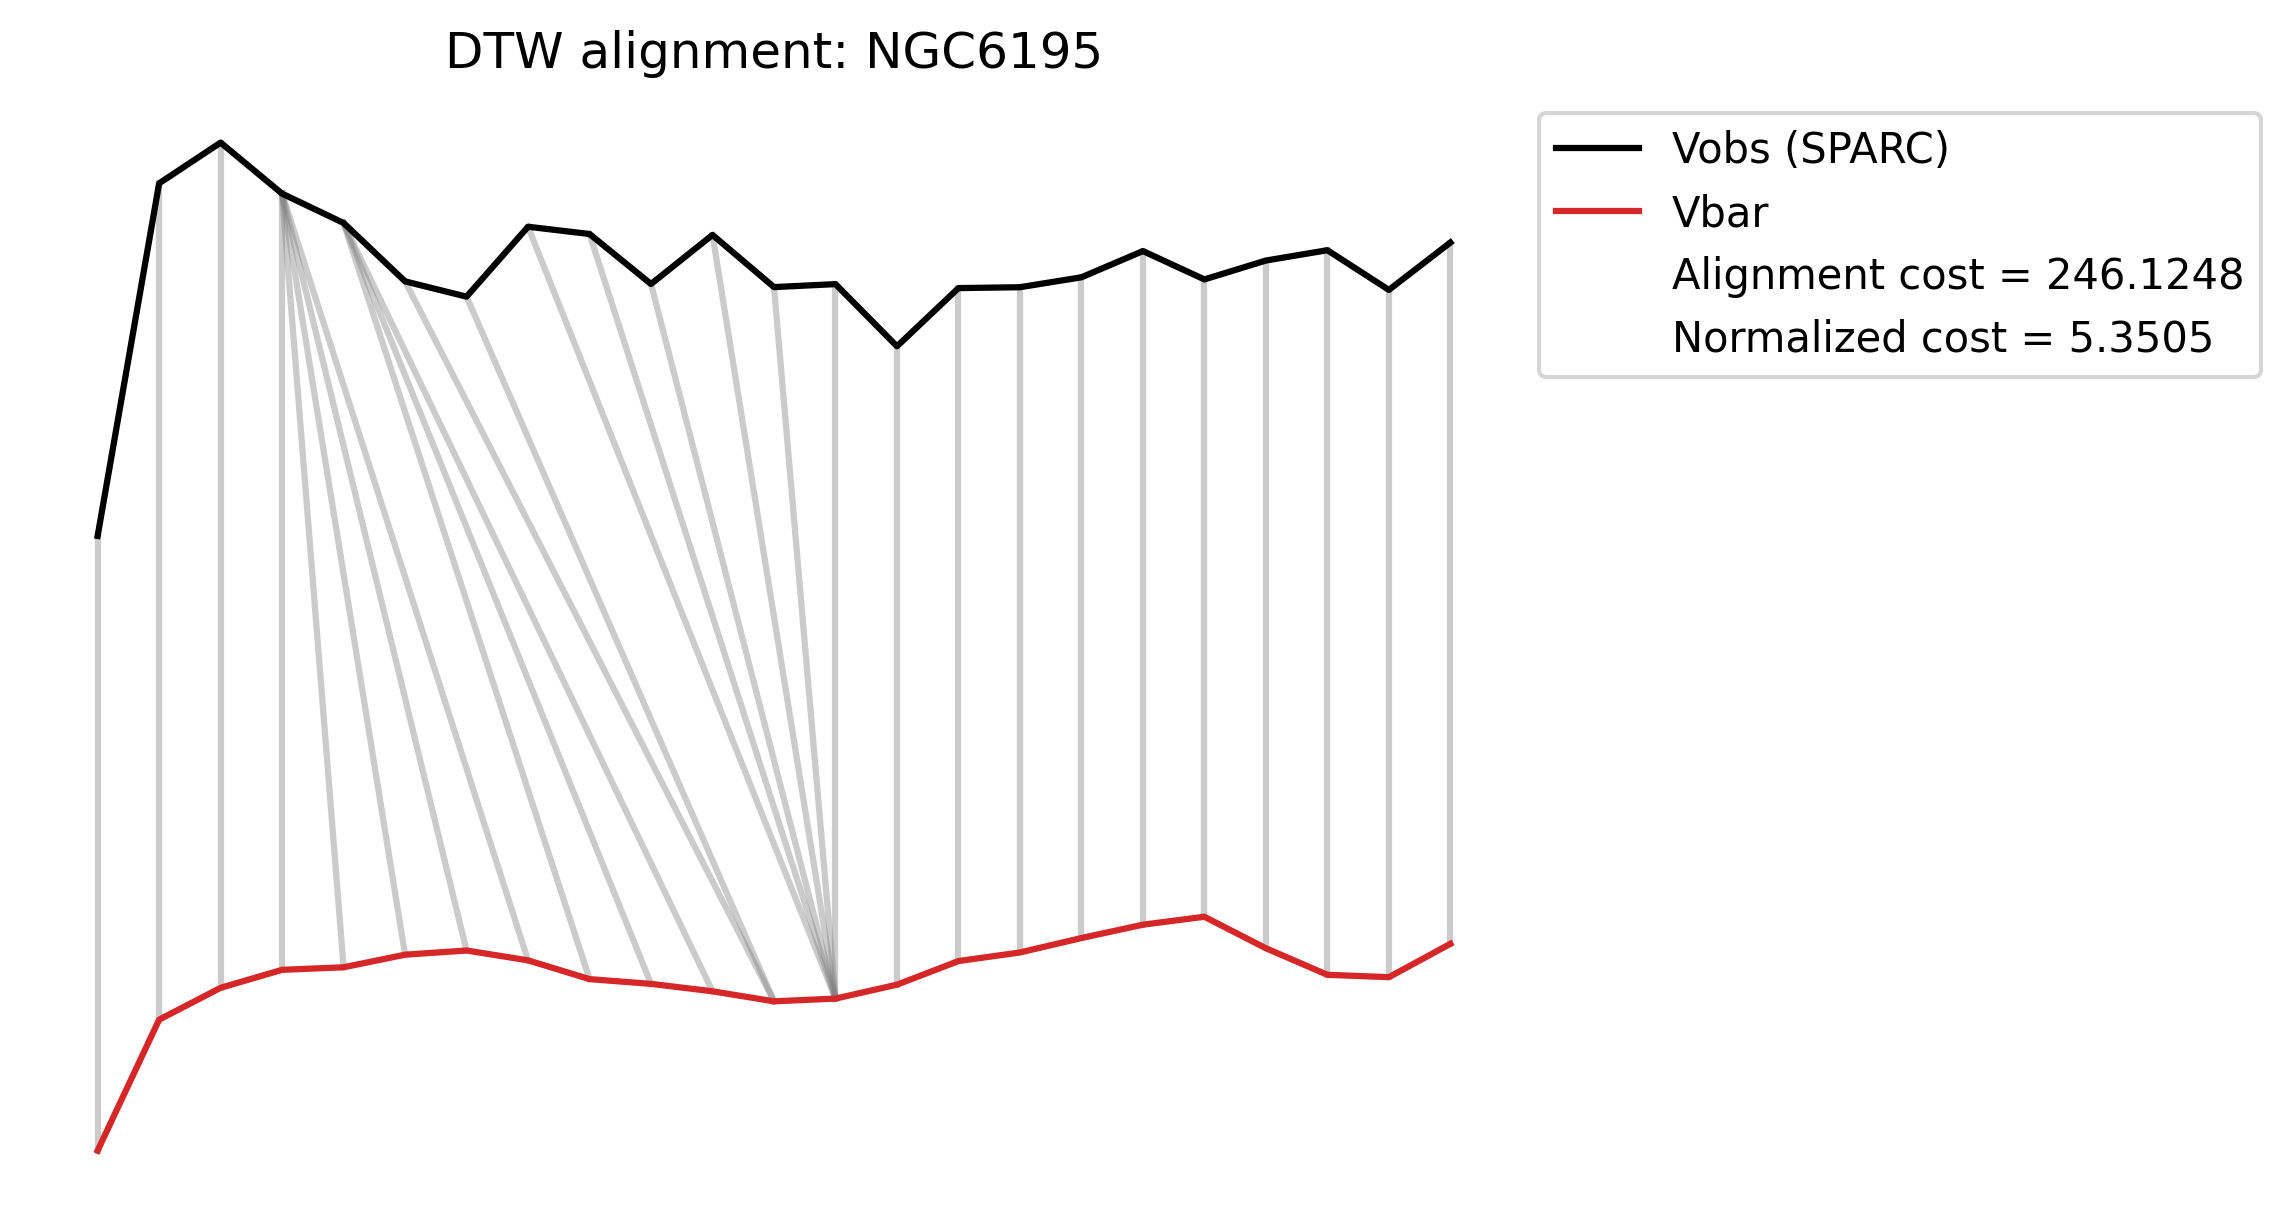 DTW alignment: NGC6195
Vobs (SPARC)
Vbar
Alignment cost = 246.1248
Normalized cost = 5.3505